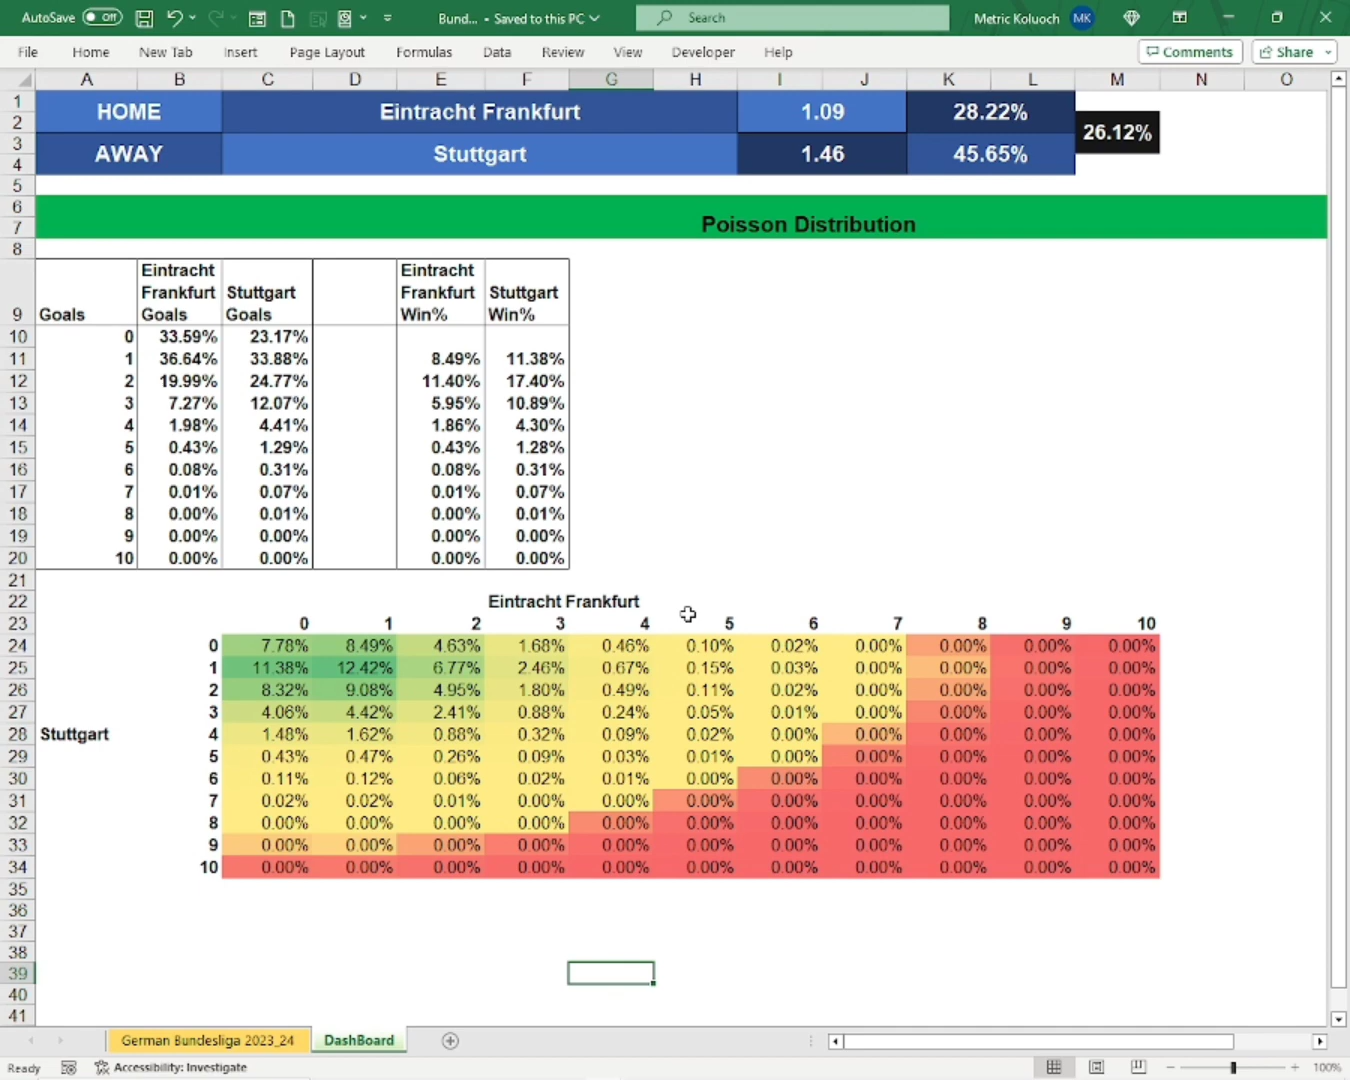 AutoSave Off Bund... - Saved to this PC Search Metric Koluoch MK
File Home New Tab Insert Page Layout Formulas Data Review View Developer Help Comments Share
A B C D E F G H I J K L M N O
1 HOME Eintracht Frankfurt 1.09 28.22%
2 26.12%
3 AWAY Stuttgart 1.46 45.65%
4
5
6
7 Poisson Distribution
8
Eintracht Eintracht
Frankfurt Stuttgart Frankfurt Stuttgart
9 Goals Goals Goals Win% Win%
10 0 33.59% 23.17%
11 1 36.64% 33.88% 8.49% 11.38%
12 2 19.99% 24.77% 11.40% 17.40%
13 3 7.27% 12.07% 5.95% 10.89%
14 4 1.98% 4.41% 1.86% 4.30%
15 5 0.43% 1.29% 0.43% 1.28%
16 6 0.08% 0.31% 0.08% 0.31%
17 7 0.01% 0.07% 0.01% 0.07%
18 8 0.00% 0.01% 0.00% 0.01%
19 9 0.00% 0.00% 0.00% 0.00%
20 10 0.00% 0.00% 0.00% 0.00%
21
22 Eintracht Frankfurt
23 0 1 2 3 4 5 6 7 8 9 10
24 0 7.78% 8.49% 4.63% 1.68% 0.46% 0.10% 0.02% 0.00% 0.00% 0.00% 0.00%
25 1 11.38% 12.42% 6.77% 2.46% 0.67% 0.15% 0.03% 0.00% 0.00% 0.00% 0.00%
26 2 8.32% 9.08% 4.95% 1.80% 0.49% 0.11% 0.02% 0.00% 0.00% 0.00% 0.00%
27 3 4.06% 4.42% 2.41% 0.88% 0.24% 0.05% 0.01% 0.00% 0.00% 0.00% 0.00%
28 Stuttgart 4 1.48% 1.62% 0.88% 0.32% 0.09% 0.02% 0.00% 0.00% 0.00% 0.00% 0.00%
29 5 0.43% 0.47% 0.26% 0.09% 0.03% 0.01% 0.00% 0.00% 0.00% 0.00% 0.00%
30 6 0.11% 0.12% 0.06% 0.02% 0.01% 0.00% 0.00% 0.00% 0.00% 0.00% 0.00%
31 7 0.02% 0.02% 0.01% 0.00% 0.00% 0.00% 0.00% 0.00% 0.00% 0.00% 0.00%
32 8 0.00% 0.00% 0.00% 0.00% 0.00% 0.00% 0.00% 0.00% 0.00% 0.00% 0.00%
33 9 0.00% 0.00% 0.00% 0.00% 0.00% 0.00% 0.00% 0.00% 0.00% 0.00% 0.00%
34 10 0.00% 0.00% 0.00% 0.00% 0.00% 0.00% 0.00% 0.00% 0.00% 0.00% 0.00%
35
36
37
38
39
40
41
German Bundesliga 2023_24 DashBoard
Ready Accessibility: Investigate 100%